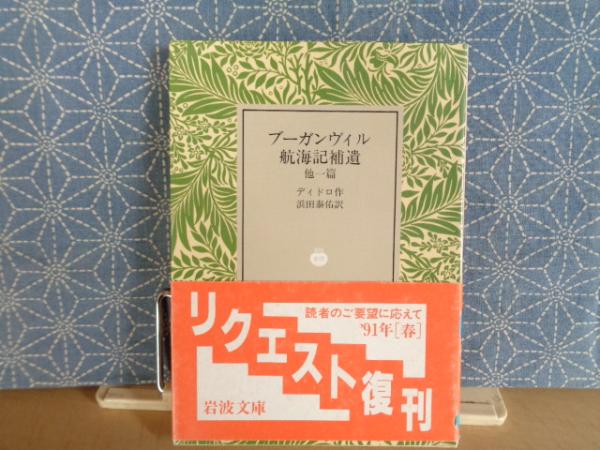 ブーガンヴィル
航海記補遺
他一篇
ディドロ作
浜田泰佑訳
読者のご要望に応えて
'91年[春]
リクエスト復刊
岩波文庫